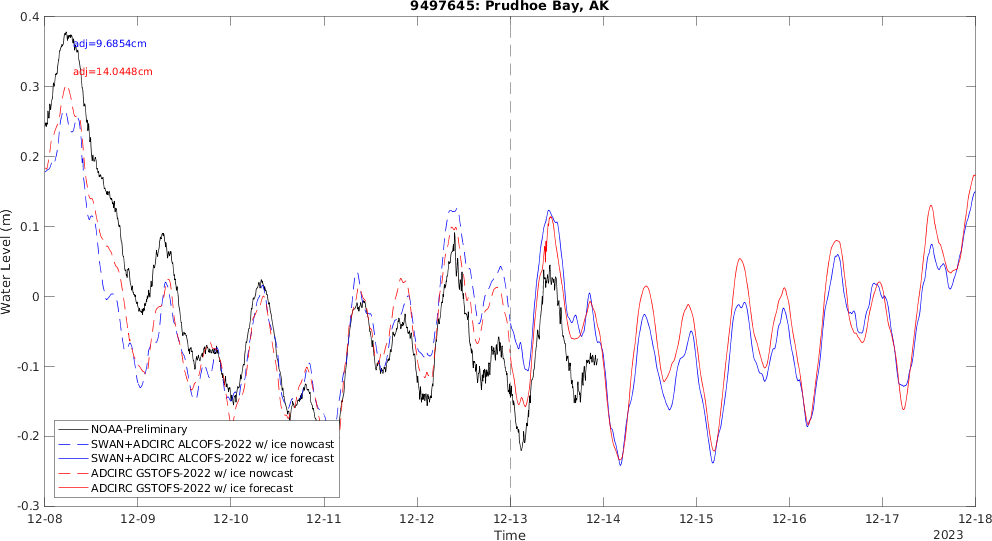 9497645: Prudhoe Bay, AK
adj=9.6854cm
adj=14.0448cm
Water Level (m)
0.4
0.3
0.2
0.1
0
-0.1
-0.2
-0.3
NOAA-Preliminary
SWAN+ADCIRC ALCOFS-2022 w/ ice nowcast
SWAN+ADCIRC ALCOFS-2022 w/ ice forecast
ADCIRC GSTOFS-2022 w/ ice nowcast
ADCIRC GSTOFS-2022 w/ ice forecast
12-08 12-09 12-10 12-11 12-12 12-13 12-14 12-15 12-16 12-17 12-18
Time
2023